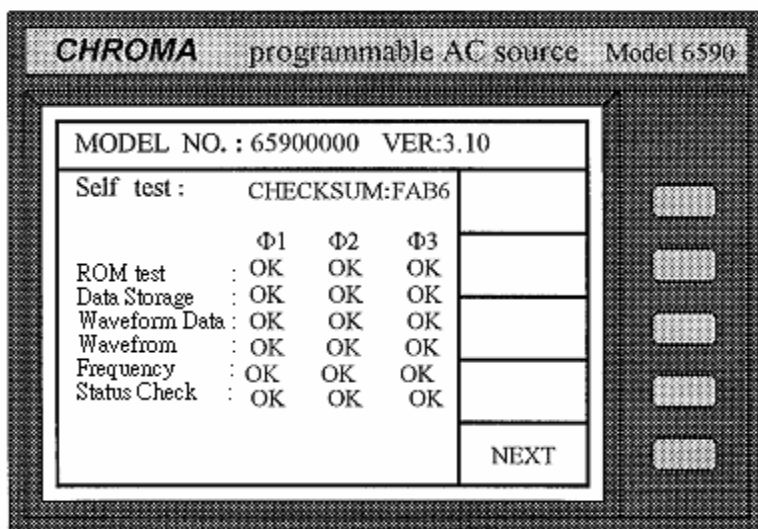 CHROMA programmable AC source Model 6590
MODEL NO. : 65900000 VER:3.10
Self test : CHECKSUM:FAB6
Φ1 Φ2 Φ3
ROM test : OK OK OK
Data Storage : OK OK OK
Waveform Data : OK OK OK
Wavefrom : OK OK OK
Frequency : OK OK OK
Status Check : OK OK OK
NEXT